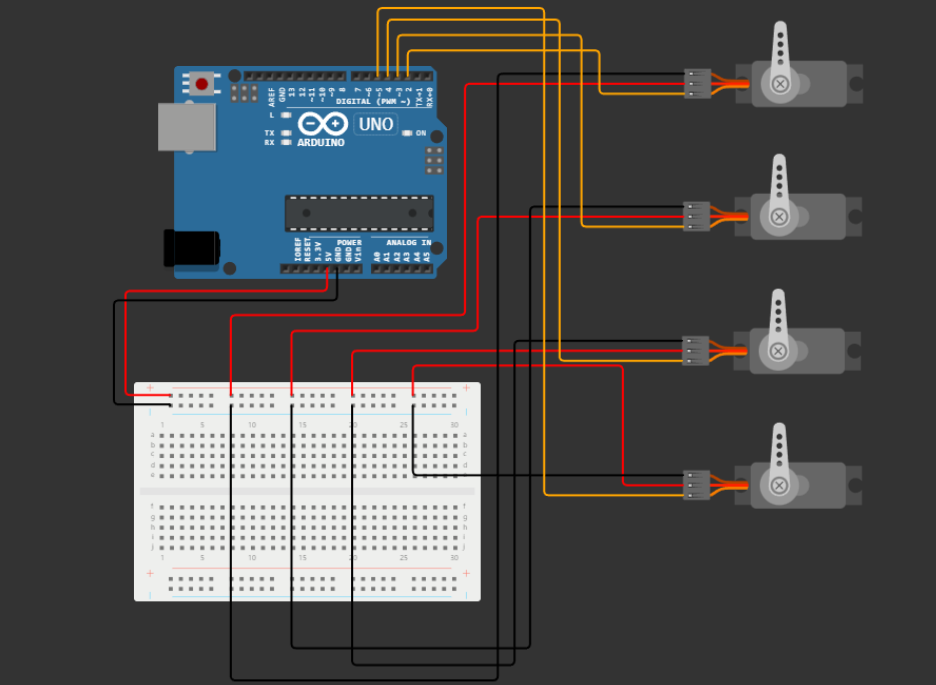 AREF
GND
13
12
~11
~10
~9
8
7
~6
~5
4
~3
2
TX→1
RX←0
DIGITAL (PWM ~)
L
TX
RX
UNO
ON
ARDUINO
IOREF
RESET
3.3V
5V
GND
GND
Vin
POWER
ANALOG IN
A0
A1
A2
A3
A4
A5
+ +
1 5 10 15 20 25 30
a a
b b
c c
d d
e e
f f
g g
h h
i i
j j
1 5 10 15 20 25 30
+ +